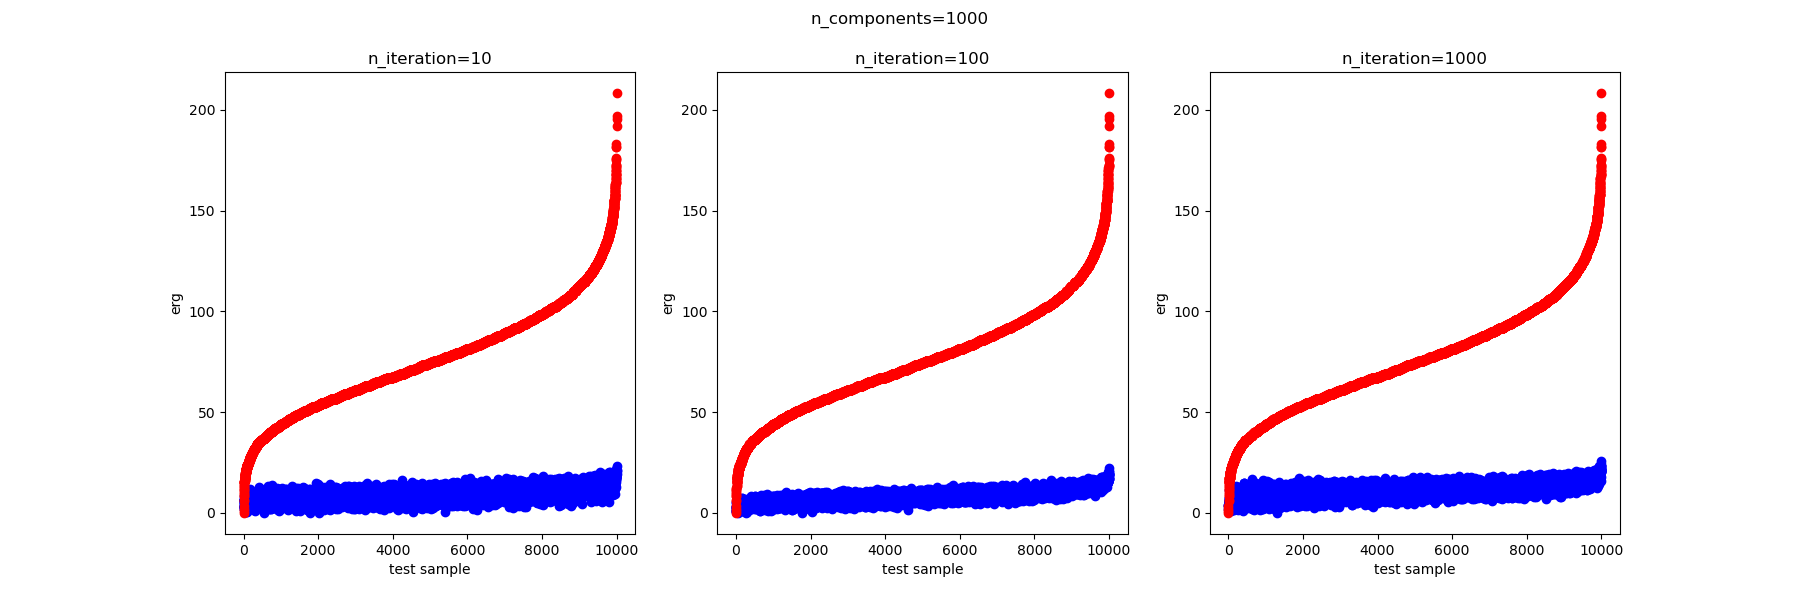 n_components=1000
n_iteration=10
n_iteration=100
n_iteration=1000
200
150
100
50
0
erg
0 2000 4000 6000 8000 10000
test sample
200
150
100
50
0
erg
0 2000 4000 6000 8000 10000
test sample
200
150
100
50
0
erg
0 2000 4000 6000 8000 10000
test sample